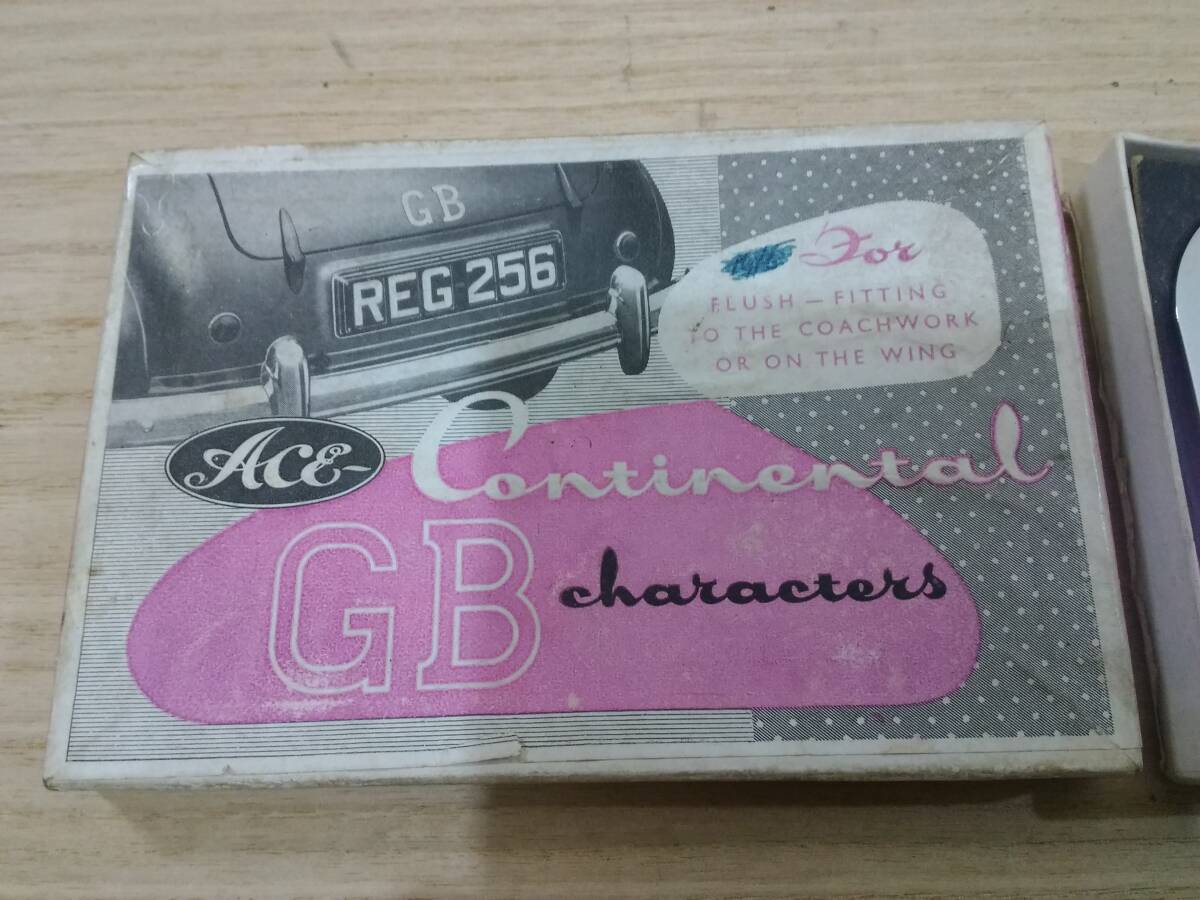 GB
REG 256
For
FLUSH – FITTING
TO THE COACHWORK
OR ON THE WING
ACE-
Continental
GB characters